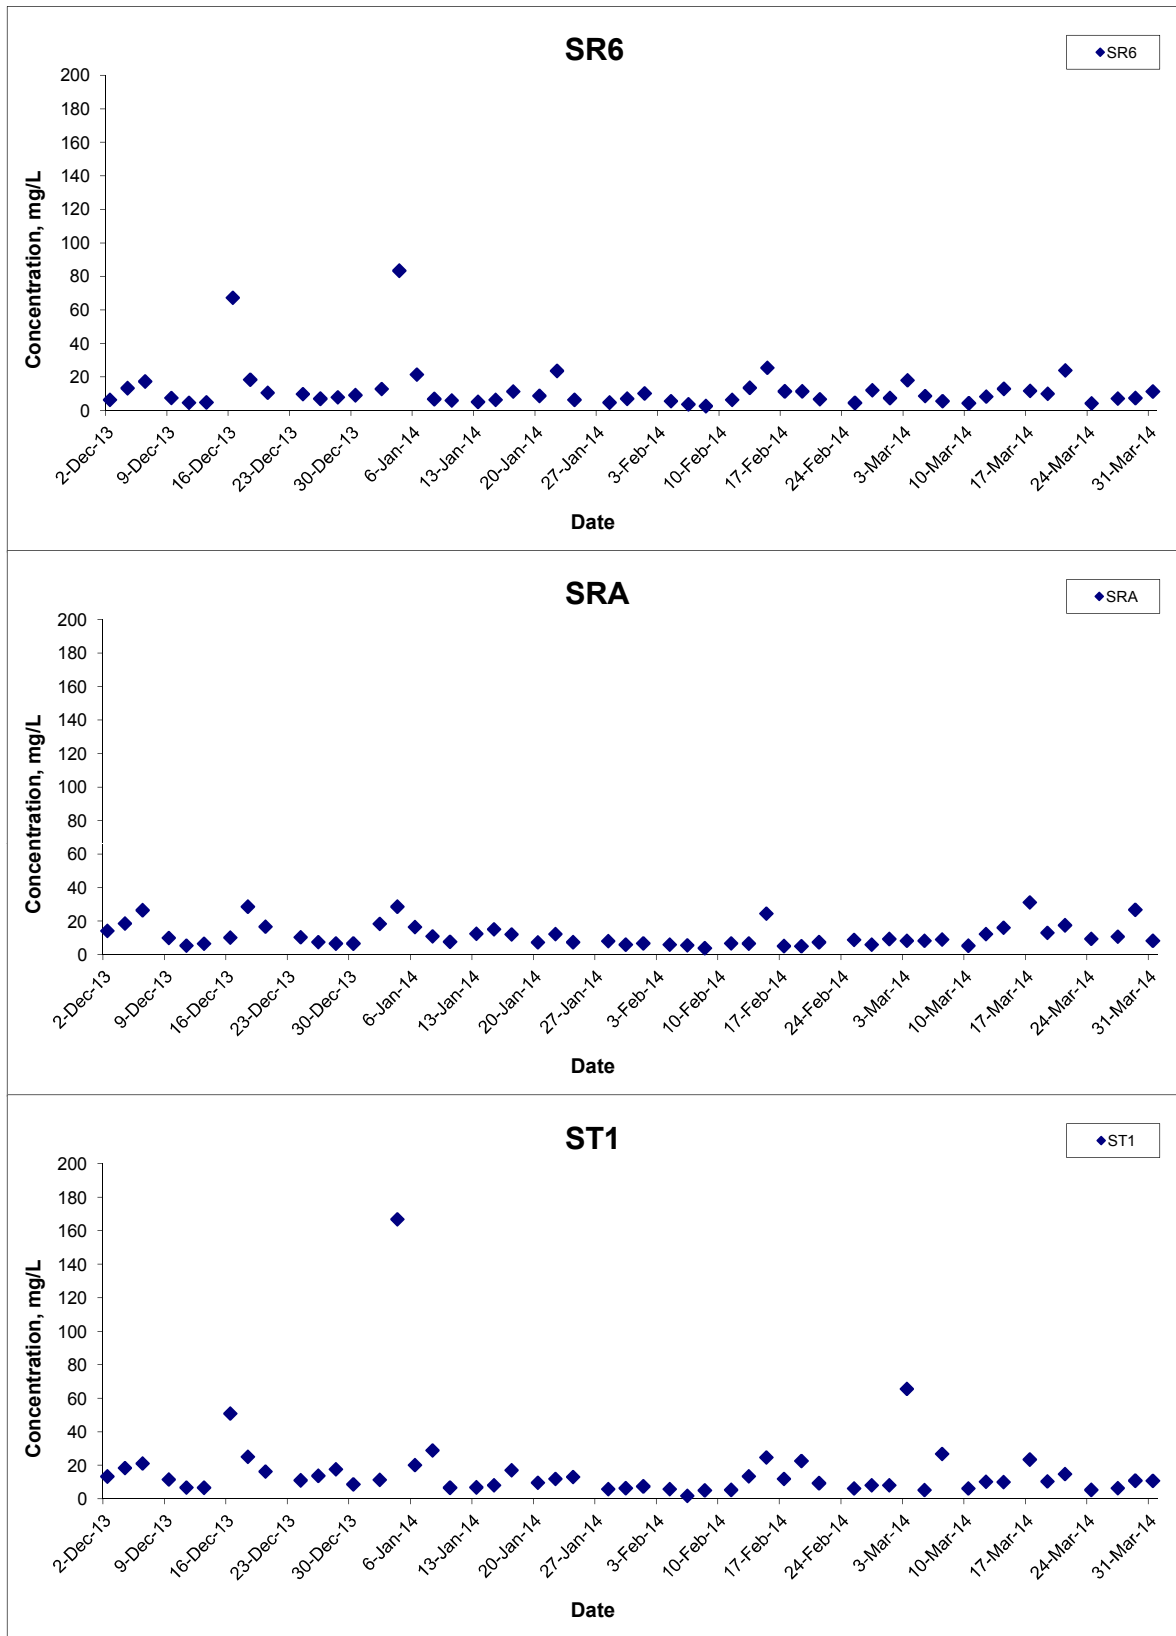 SR6
SR6
200
180
160
140
120
100
80
60
40
20
0
Concentration, mg/L
2-Dec-13
9-Dec-13
16-Dec-13
23-Dec-13
30-Dec-13
6-Jan-14
13-Jan-14
20-Jan-14
27-Jan-14
3-Feb-14
10-Feb-14
17-Feb-14
24-Feb-14
3-Mar-14
10-Mar-14
17-Mar-14
24-Mar-14
31-Mar-14
Date
SRA
SRA
200
180
160
140
120
100
80
60
40
20
0
Concentration, mg/L
2-Dec-13
9-Dec-13
16-Dec-13
23-Dec-13
30-Dec-13
6-Jan-14
13-Jan-14
20-Jan-14
27-Jan-14
3-Feb-14
10-Feb-14
17-Feb-14
24-Feb-14
3-Mar-14
10-Mar-14
17-Mar-14
24-Mar-14
31-Mar-14
Date
ST1
ST1
200
180
160
140
120
100
80
60
40
20
0
Concentration, mg/L
2-Dec-13
9-Dec-13
16-Dec-13
23-Dec-13
30-Dec-13
6-Jan-14
13-Jan-14
20-Jan-14
27-Jan-14
3-Feb-14
10-Feb-14
17-Feb-14
24-Feb-14
3-Mar-14
10-Mar-14
17-Mar-14
24-Mar-14
31-Mar-14
Date